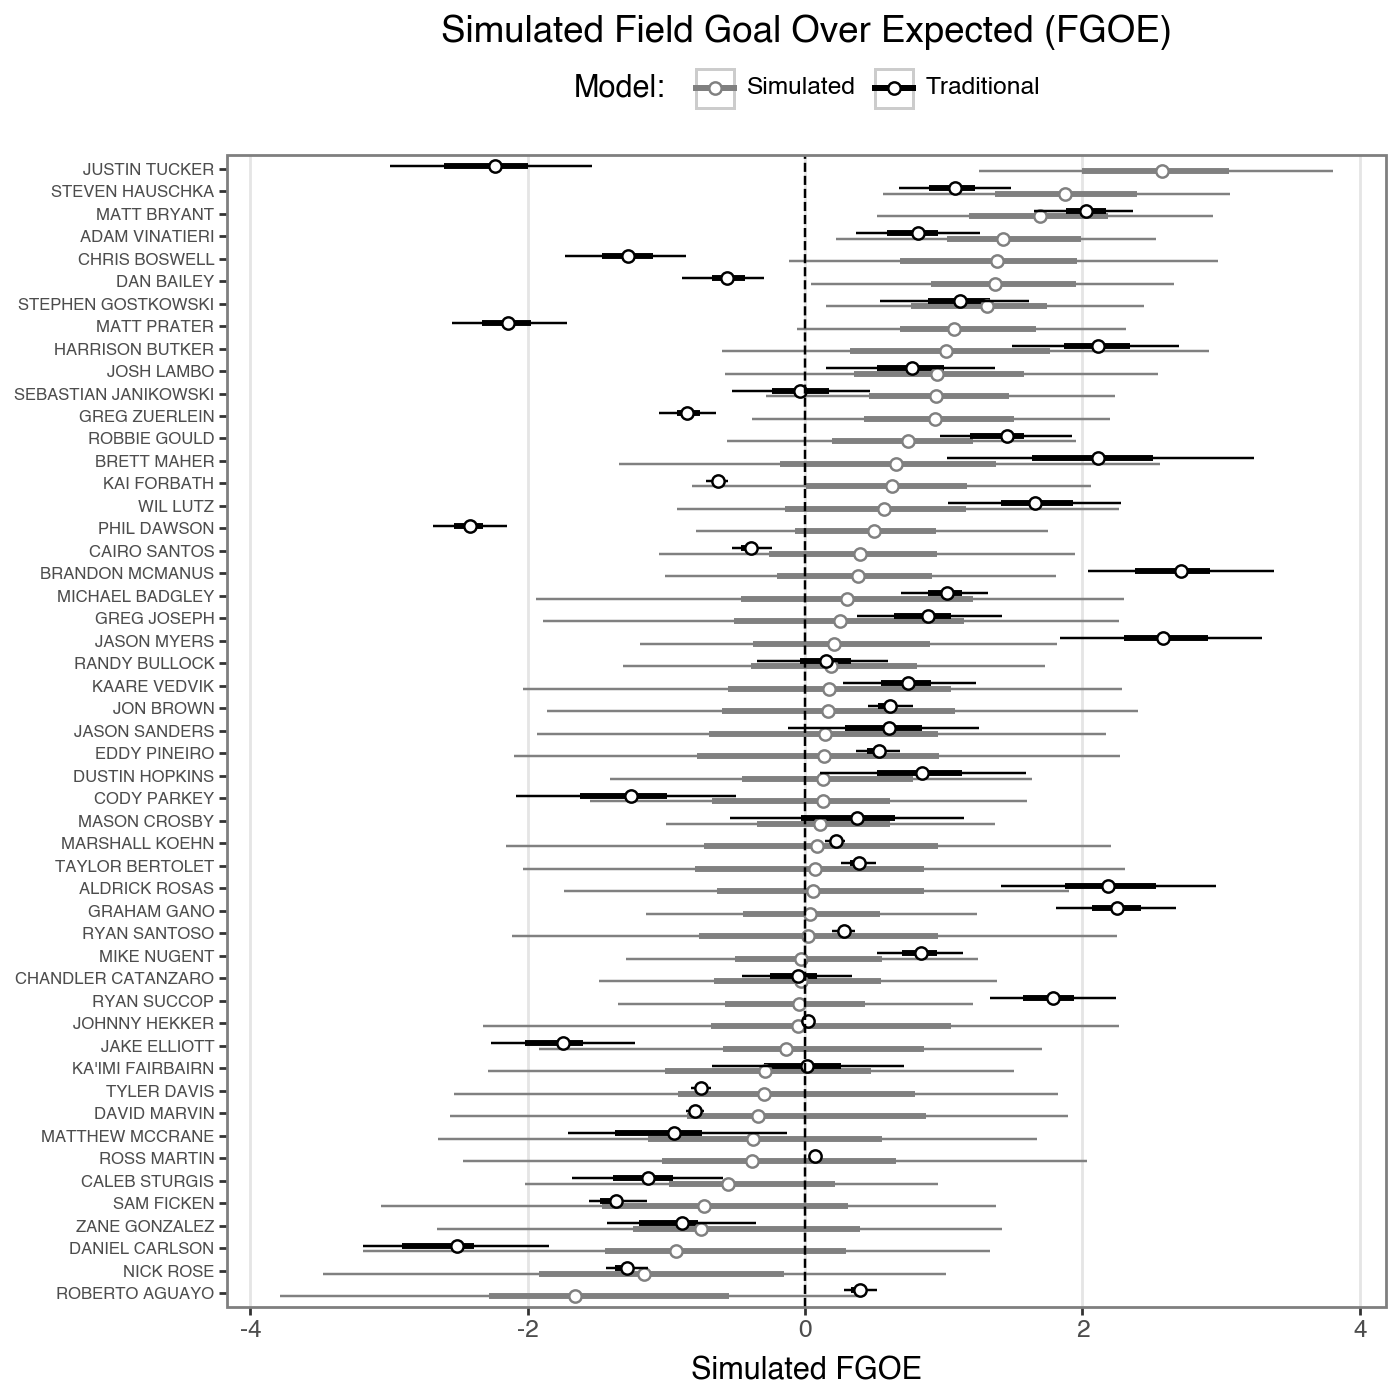 Simulated Field Goal Over Expected (FGOE)
Model: Simulated Traditional
JUSTIN TUCKER
STEVEN HAUSCHKA
MATT BRYANT
ADAM VINATIERI
CHRIS BOSWELL
DAN BAILEY
STEPHEN GOSTKOWSKI
MATT PRATER
HARRISON BUTKER
JOSH LAMBO
SEBASTIAN JANIKOWSKI
GREG ZUERLEIN
ROBBIE GOULD
BRETT MAHER
KAI FORBATH
WIL LUTZ
PHIL DAWSON
CAIRO SANTOS
BRANDON MCMANUS
MICHAEL BADGLEY
GREG JOSEPH
JASON MYERS
RANDY BULLOCK
KAARE VEDVIK
JON BROWN
JASON SANDERS
EDDY PINEIRO
DUSTIN HOPKINS
CODY PARKEY
MASON CROSBY
MARSHALL KOEHN
TAYLOR BERTOLET
ALDRICK ROSAS
GRAHAM GANO
RYAN SANTOSO
MIKE NUGENT
CHANDLER CATANZARO
RYAN SUCCOP
JOHNNY HEKKER
JAKE ELLIOTT
KA'IMI FAIRBAIRN
TYLER DAVIS
DAVID MARVIN
MATTHEW MCCRANE
ROSS MARTIN
CALEB STURGIS
SAM FICKEN
ZANE GONZALEZ
DANIEL CARLSON
NICK ROSE
ROBERTO AGUAYO
-4 -2 0 2 4
Simulated FGOE